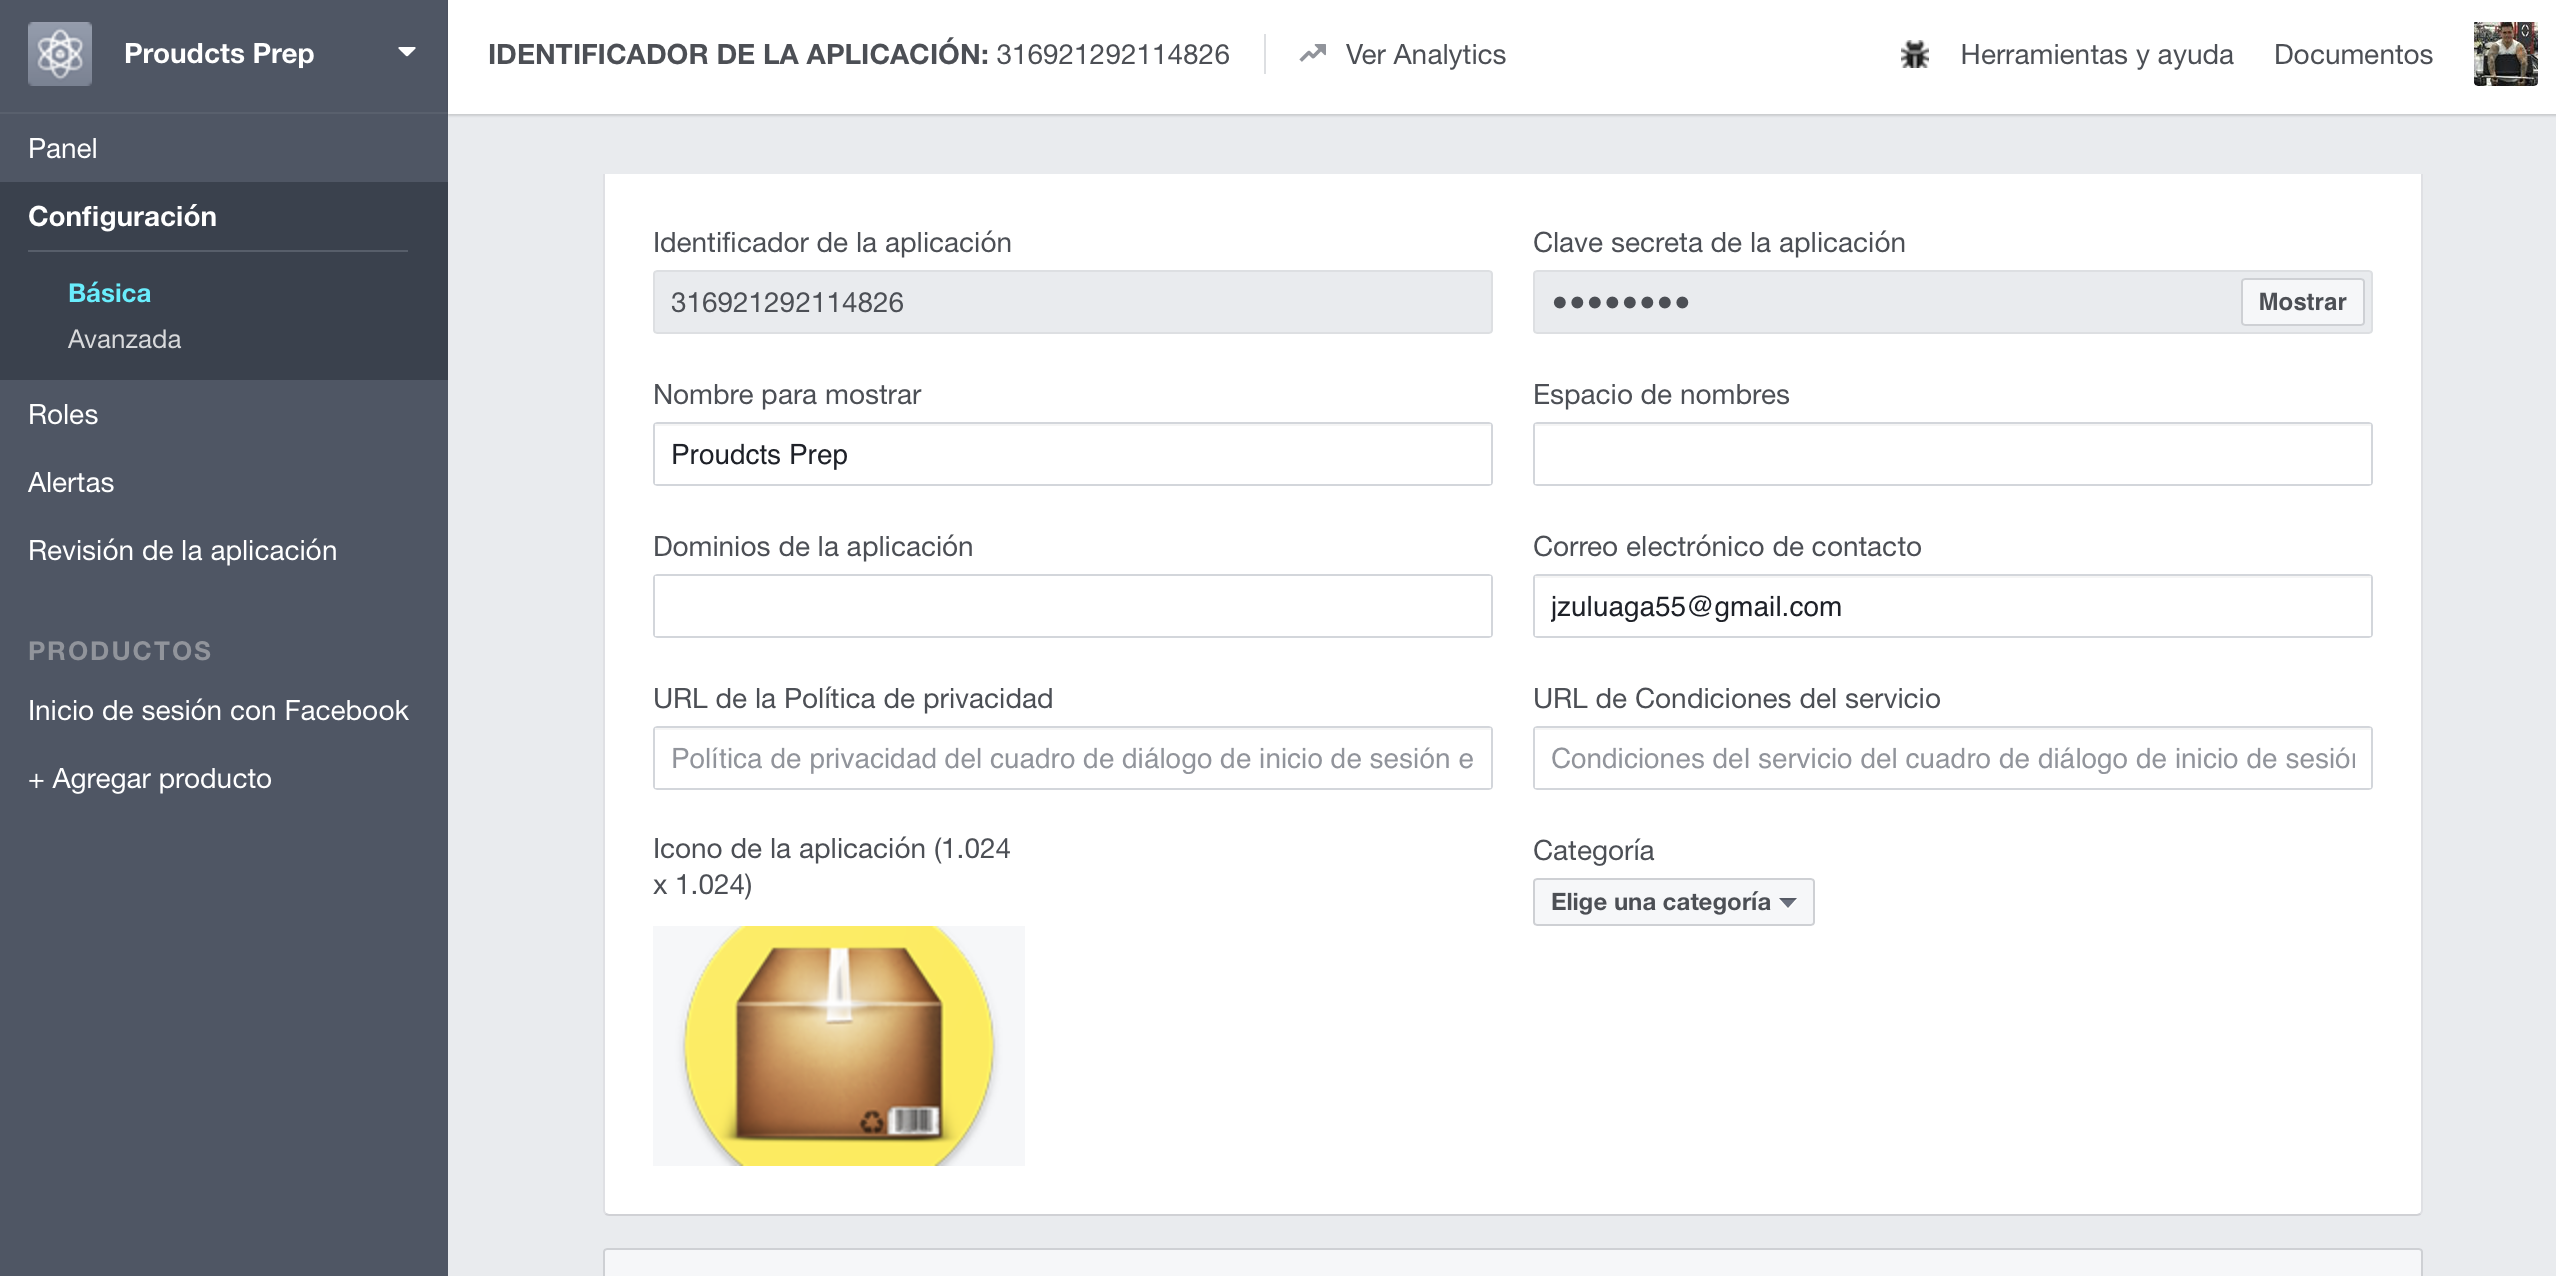 Proudcts Prep
IDENTIFICADOR DE LA APLICACIÓN: 316921292114826
Ver Analytics
Herramientas y ayuda
Documentos
Panel
Configuración
Básica
Avanzada
Roles
Alertas
Revisión de la aplicación
PRODUCTOS
Inicio de sesión con Facebook
+ Agregar producto
Identificador de la aplicación
316921292114826
Clave secreta de la aplicación
••••••••
Mostrar
Nombre para mostrar
Proudcts Prep
Espacio de nombres
Dominios de la aplicación
Correo electrónico de contacto
jzuluaga55@gmail.com
URL de la Política de privacidad
Política de privacidad del cuadro de diálogo de inicio de sesión e
URL de Condiciones del servicio
Condiciones del servicio del cuadro de diálogo de inicio de sesión
Icono de la aplicación (1.024
x 1.024)
Categoría
Elige una categoría